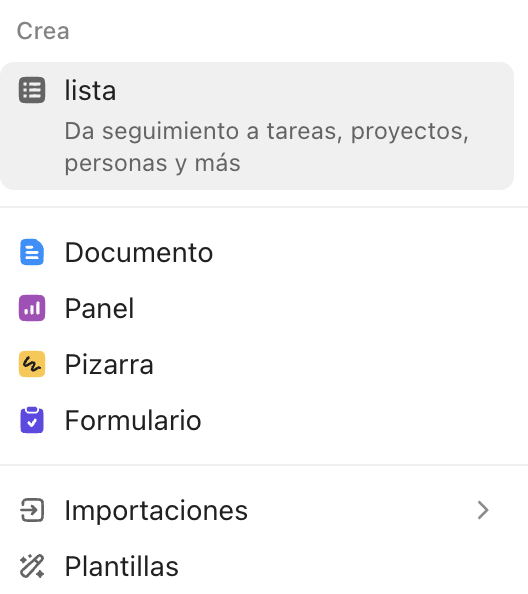 Crea
lista
Da seguimiento a tareas, proyectos,
personas y más
Documento
Panel
Pizarra
Formulario
Importaciones
Plantillas